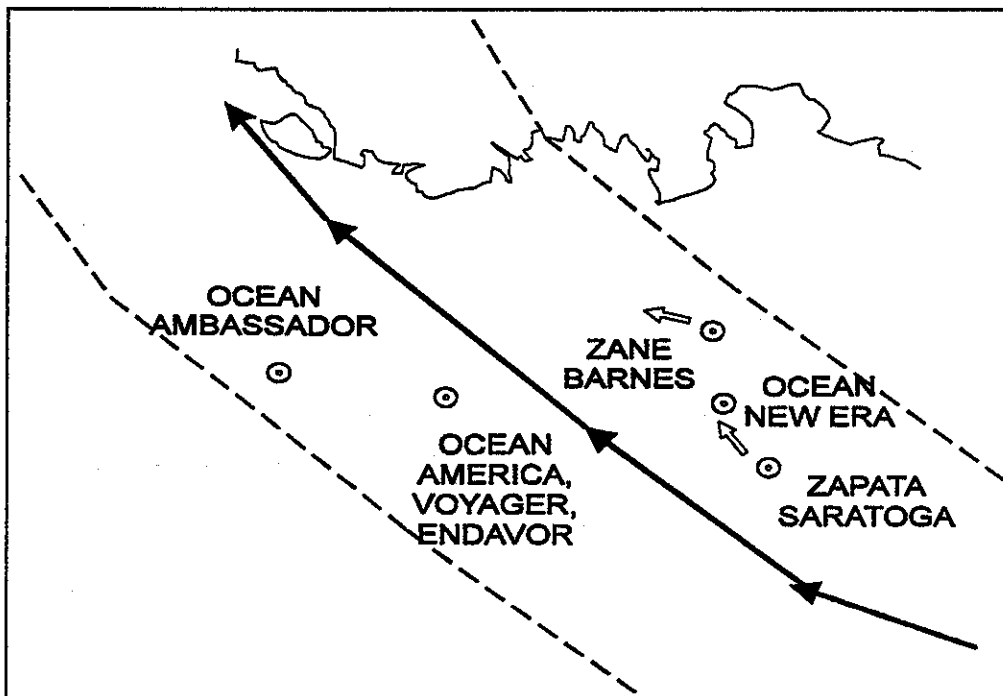 OCEAN
AMBASSADOR
ZANE
BARNES
OCEAN
NEW ERA
OCEAN
AMERICA,
VOYAGER,
ENDAVOR
ZAPATA
SARATOGA